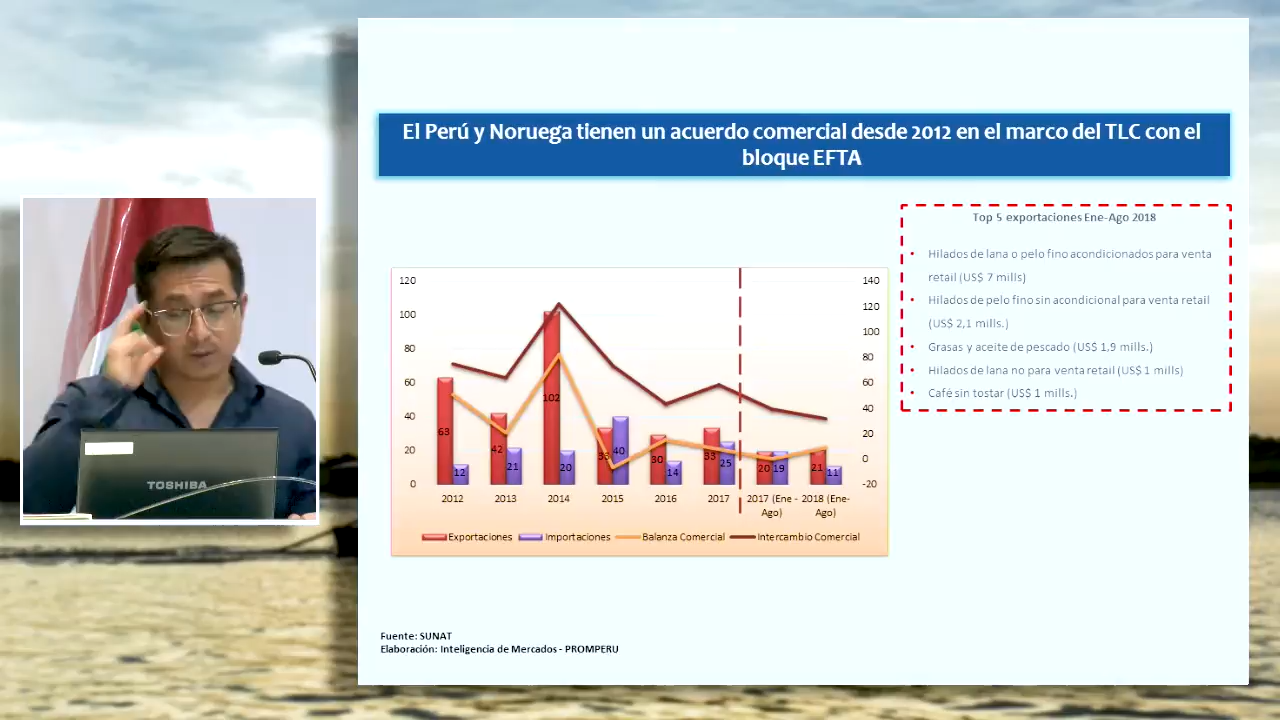 El Perú y Noruega tienen un acuerdo comercial desde 2012 en el marco del TLC con el
bloque EFTA
Top 5 exportaciones Ene-Ago 2018
• Hilados de lana o pelo fino acondicionados para venta
retail (US$ 7 mills)
• Hilados de pelo fino sin acondicional para venta retail
(US$ 2,1 mills.)
• Grasas y aceite de pescado (US$ 1,9 mills.)
• Hilados de lana no para venta retail (US$ 1 mills)
• Café sin tostar (US$ 1 mills.)
120 140
100 120
80 100
60 80
40 60
20 40
0 20
0
-20
63 12 42 21 102 20 33 40 30 14 33 25 20 19 21 11
2012 2013 2014 2015 2016 2017 2017 (Ene - 2018 (Ene-
Ago) Ago)
Exportaciones Importaciones Balanza Comercial Intercambio Comercial
TOSHIBA
Fuente: SUNAT
Elaboración: Inteligencia de Mercados - PROMPERU